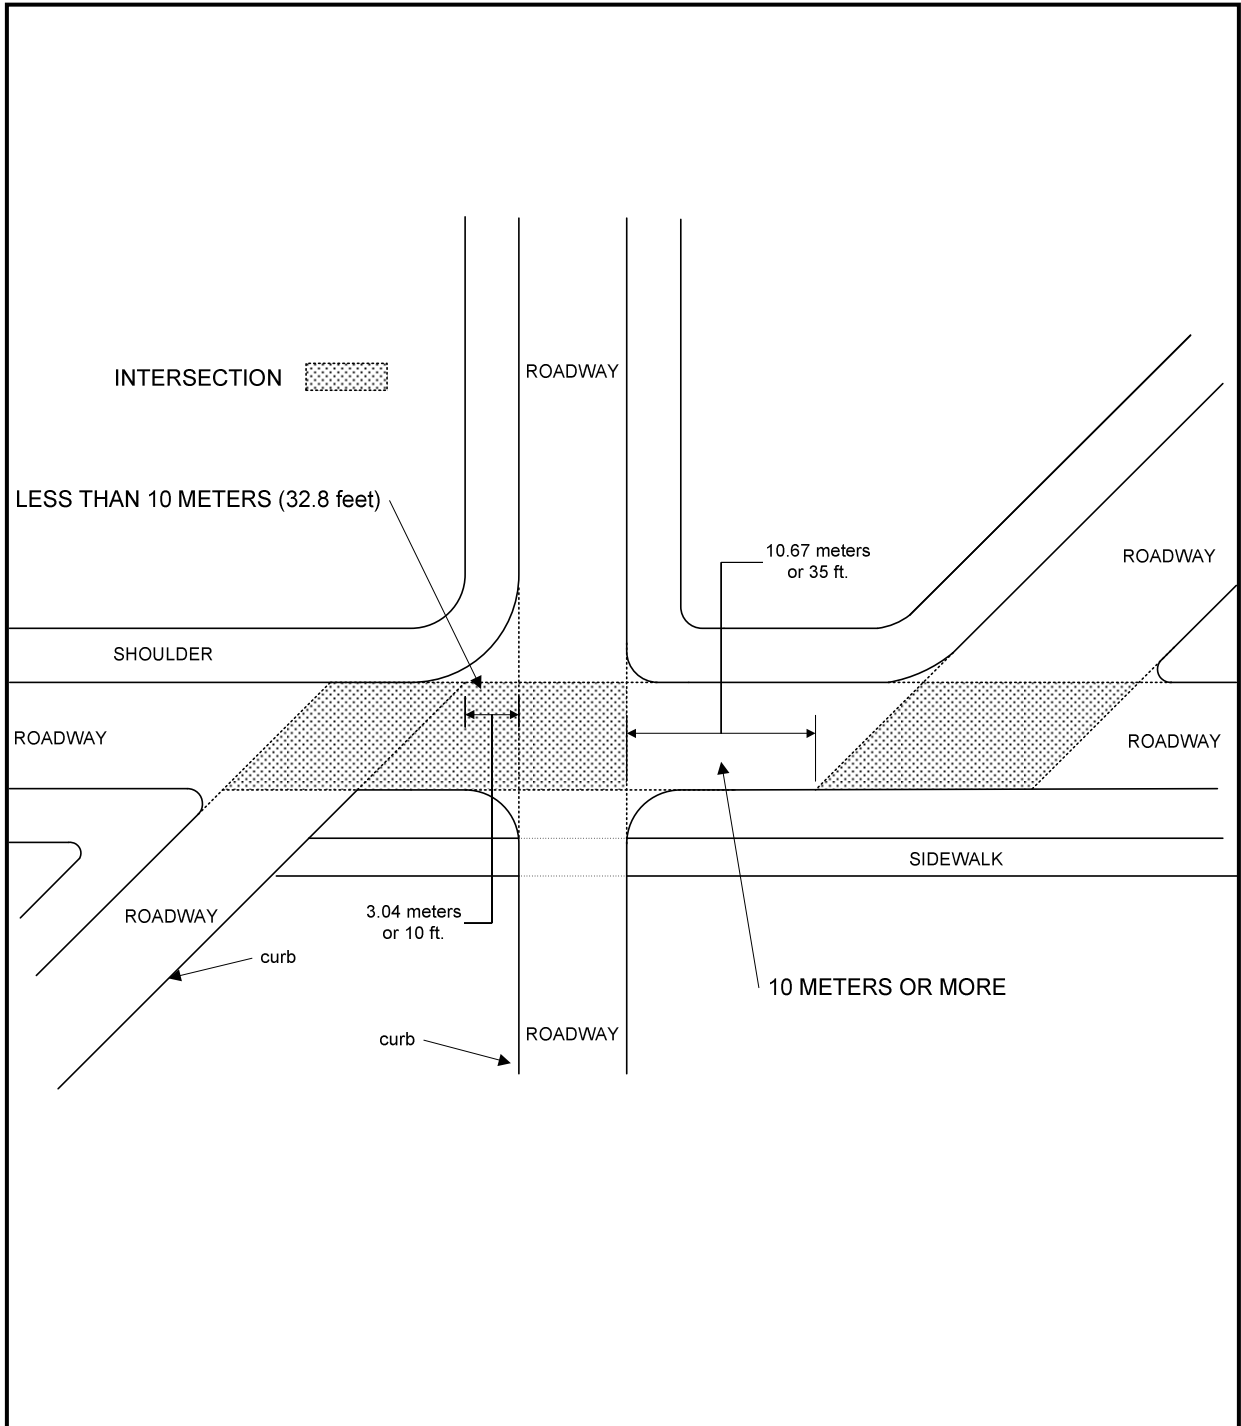 ROADWAY
INTERSECTION
LESS THAN 10 METERS (32.8 feet)
10.67 meters
or 35 ft.
ROADWAY
SHOULDER
ROADWAY
ROADWAY
SIDEWALK
3.04 meters
or 10 ft.
ROADWAY
curb
10 METERS OR MORE
curb
ROADWAY